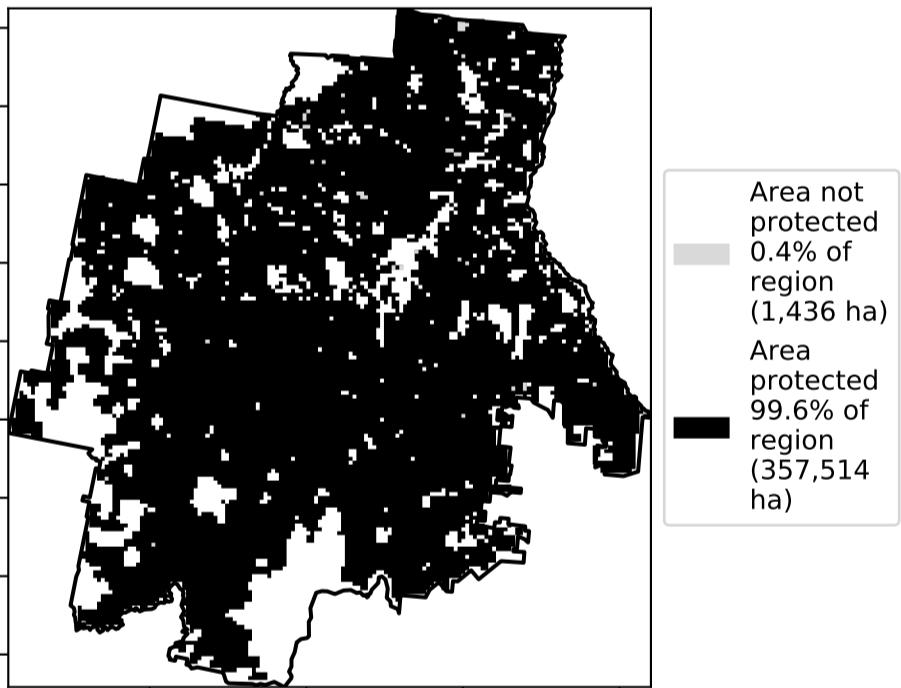 Area not
protected
0.4% of
region
(1,436 ha)
Area
protected
99.6% of
region
(357,514
ha)